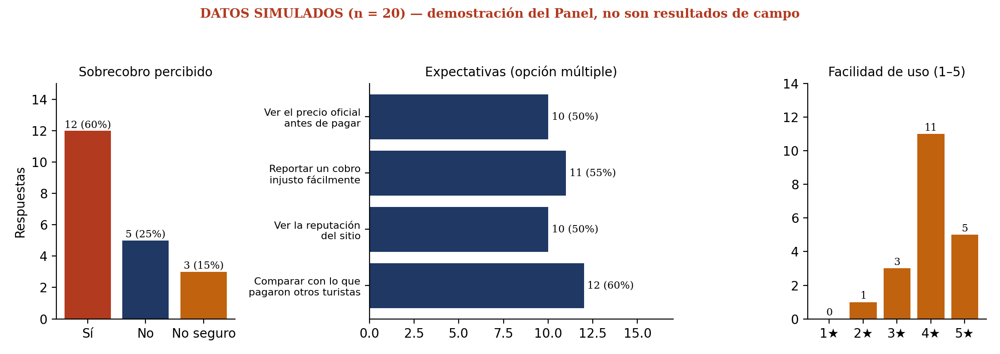 DATOS SIMULADOS (n = 20) — demostración del Panel, no son resultados de campo
Sobrecobro percibido
Respuestas
14
12
10
8
6
4
2
0
12 (60%)
5 (25%)
3 (15%)
Sí
No
No seguro
Expectativas (opción múltiple)
Ver el precio oficial
antes de pagar
10 (50%)
Reportar un cobro
injusto fácilmente
11 (55%)
Ver la reputación
del sitio
10 (50%)
Comparar con lo que
pagaron otros turistas
12 (60%)
0.0
2.5
5.0
7.5
10.0
12.5
15.0
Facilidad de uso (1–5)
14
12
10
8
6
4
2
0
0
1
3
11
5
1★
2★
3★
4★
5★